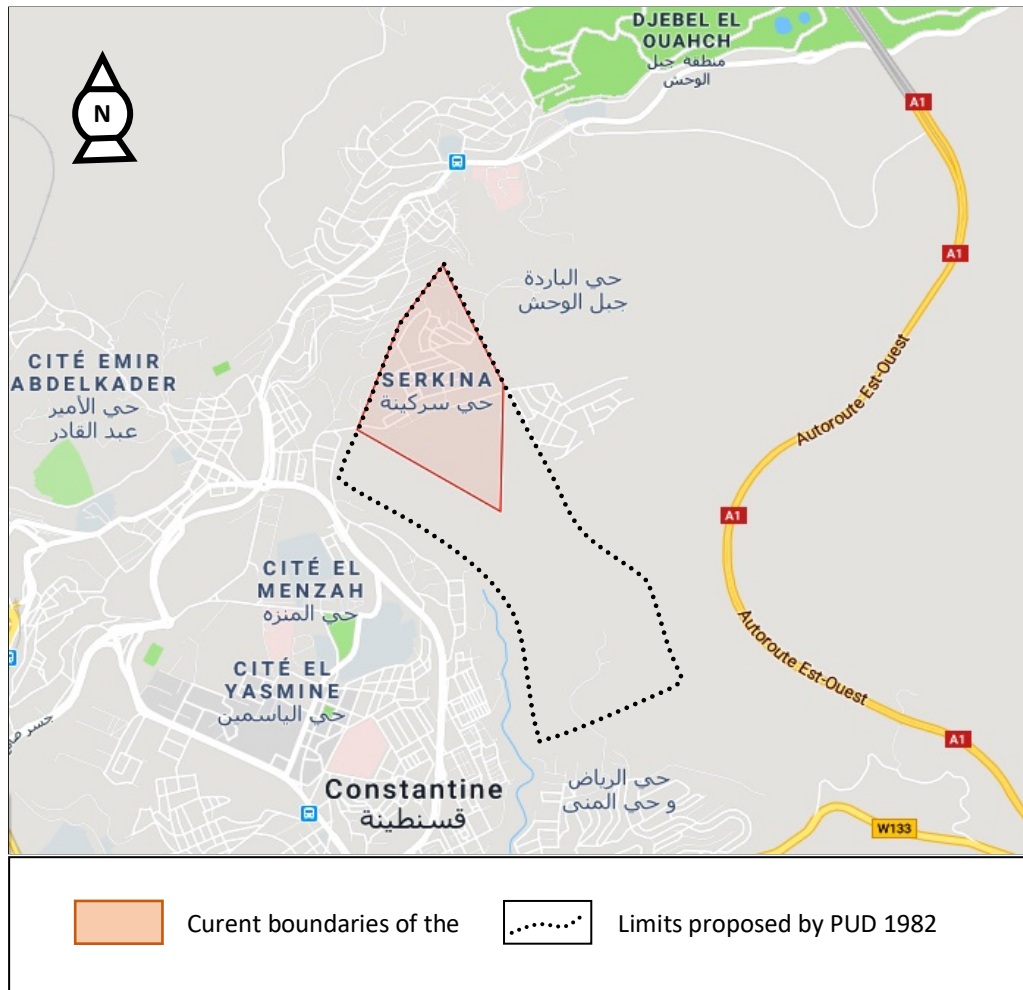 DJEBEL EL
OUAHCH
منطقة جبل
الوحش
N
A1
A1
حي الباردة
جبل الوحش
CITÉ EMIR
ABDELKADER
حي الأمير
عبد القادر
SERKINA
حي سركينة
Autoroute Est-Ouest
A1
CITÉ EL
MENZAH
حي المنزه
Autoroute Est-Ouest
CITÉ EL
YASMINE
حي الياسمين
A1
حي الرياض
و حي المنى
Constantine
قسنطينة
W133
Curent boundaries of the
Limits proposed by PUD 1982